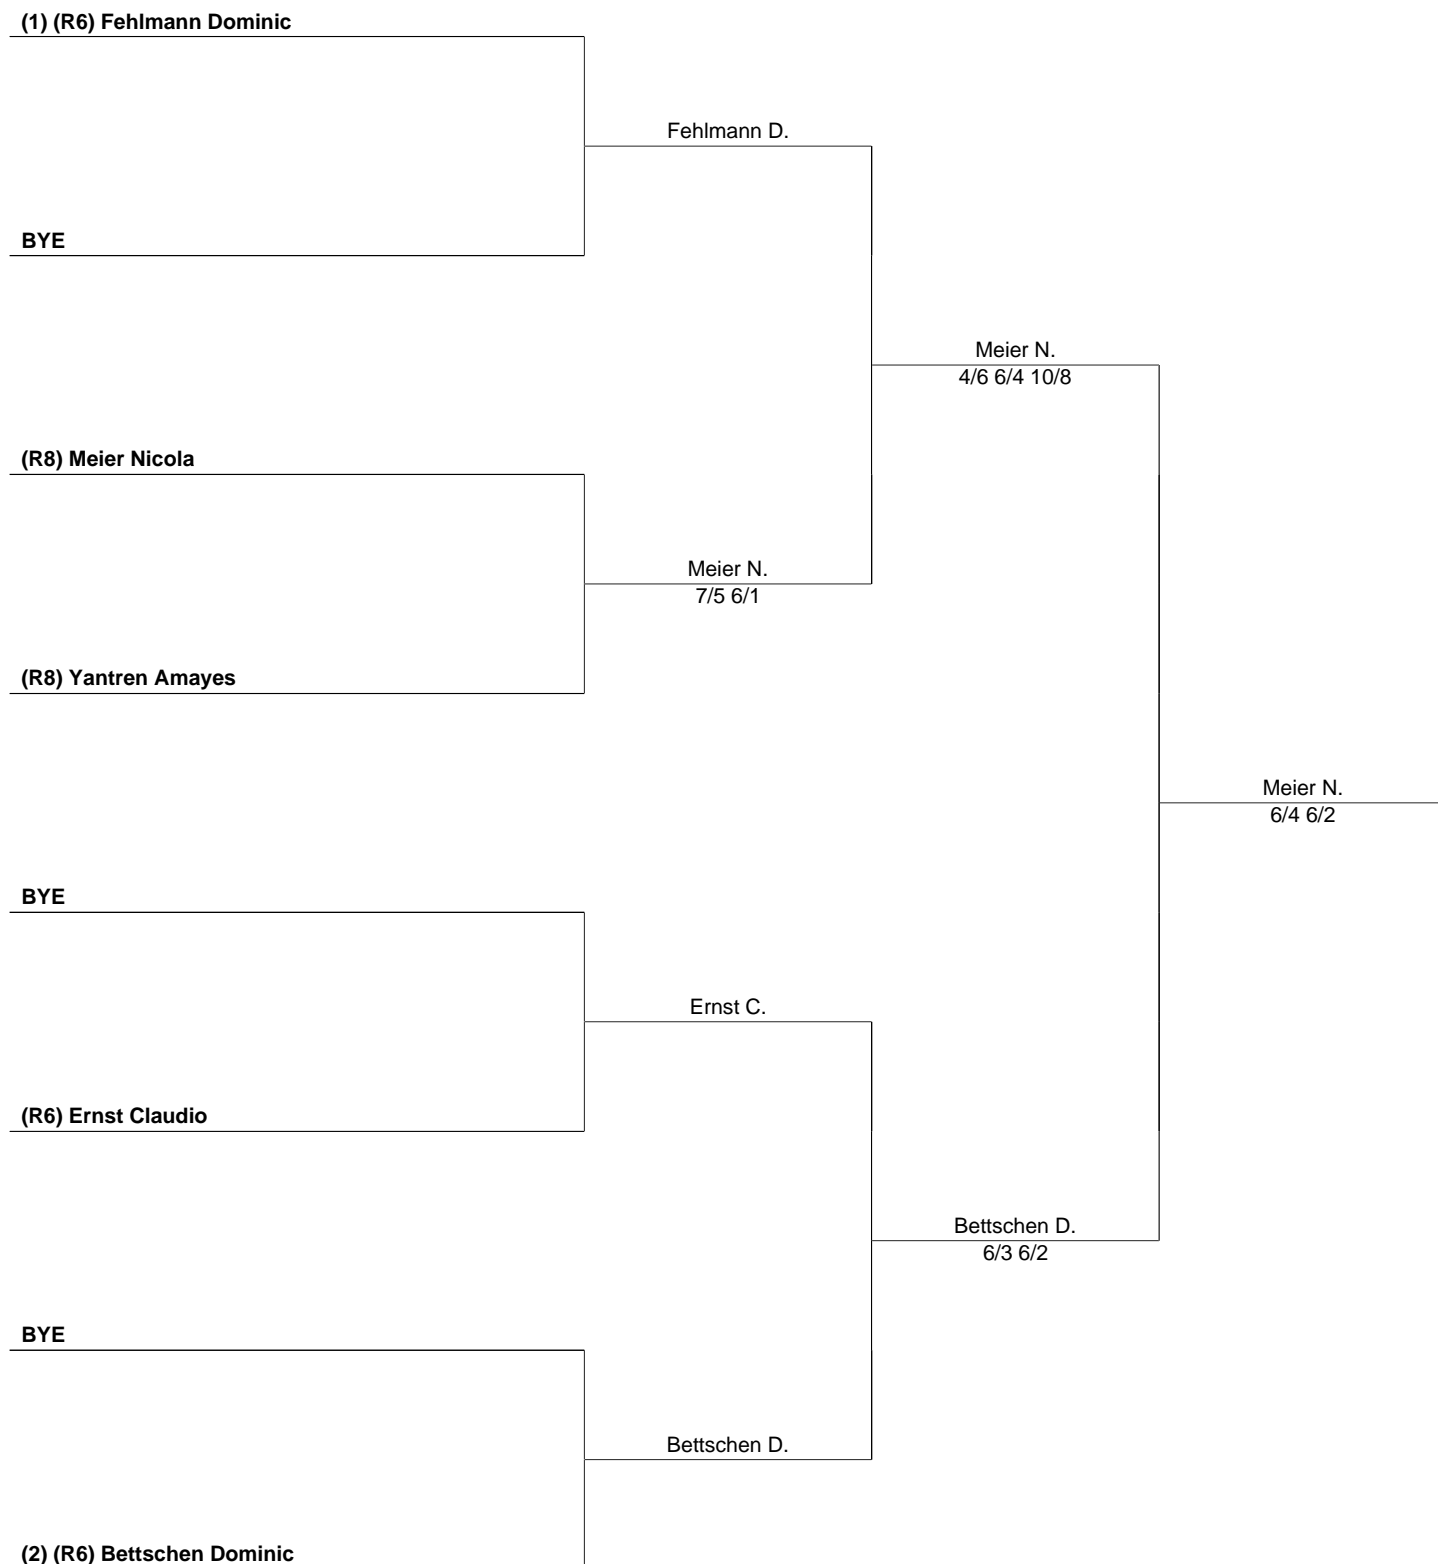 (1) (R6) Fehlmann Dominic
Fehlmann D.
BYE
Meier N.
4/6 6/4 10/8
(R8) Meier Nicola
Meier N.
7/5 6/1
(R8) Yantren Amayes
Meier N.
6/4 6/2
BYE
Ernst C.
(R6) Ernst Claudio
Bettschen D.
6/3 6/2
BYE
Bettschen D.
(2) (R6) Bettschen Dominic